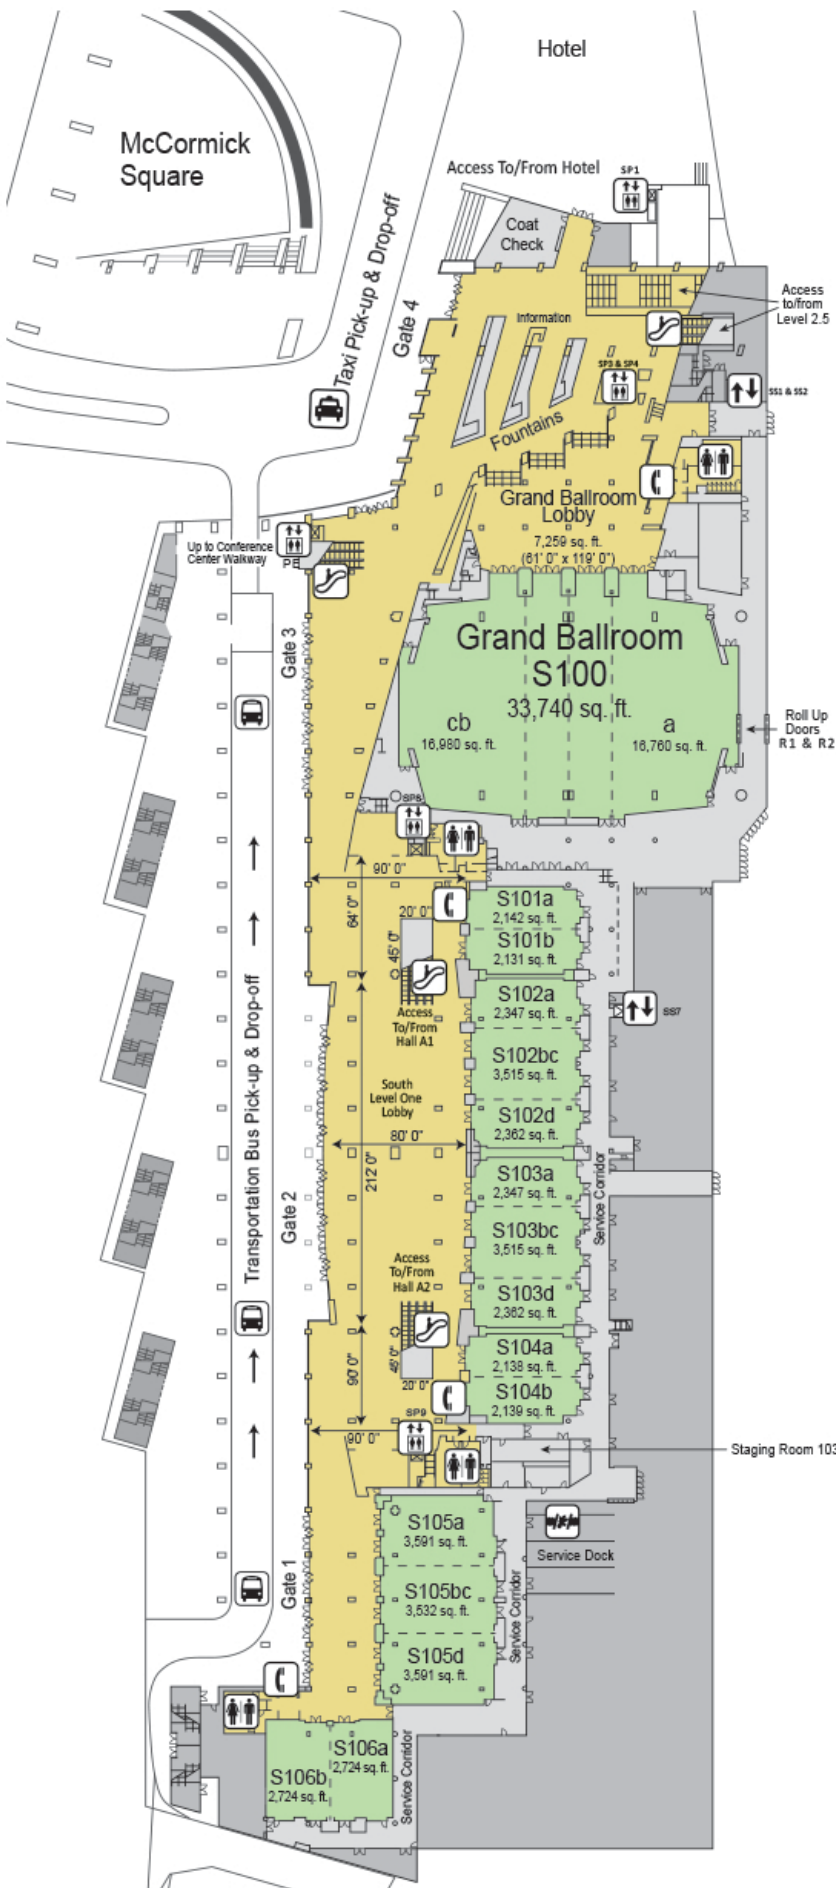 Hotel
McCormick
Square
Access To/From Hotel
SP1
Coat
Check
Taxi Pick-up & Drop-off
Gate 4
Information
Access
to/from
Level 2.5
SP3 & SP4
SS1 & SS2
Fountains
Grand Ballroom
Lobby
7,259 sq. ft.
(61' 0" x 119' 0")
Up to Conference
Center Walkway
Gate 3
Grand Ballroom
S100
33,740 sq. ft.
cb
16,980 sq. ft.
a
16,760 sq. ft.
Roll Up
Doors
R1 & R2
90' 0"
64' 0"
20' 0"
45' 0"
S101a
2,142 sq. ft.
S101b
2,131 sq. ft.
Access
To/From
Hall A1
S102a
2,347 sq. ft.
SS7
S102bc
3,515 sq. ft.
South
Level One
Lobby
S102d
2,362 sq. ft.
80' 0"
212' 0"
Transportation Bus Pick-up & Drop-off
Gate 2
S103a
2,347 sq. ft.
S103bc
3,515 sq. ft.
Service Corridor
Access
To/From
Hall A2
S103d
2,362 sq. ft.
S104a
2,138 sq. ft.
S104b
2,139 sq. ft.
90' 0"
45' 0"
20' 0"
SP9
90' 0"
Staging Room 103
S105a
3,591 sq. ft.
Service Dock
S105bc
3,532 sq. ft.
Gate 1
Service Corridor
S105d
3,591 sq. ft.
S106a
2,724 sq. ft.
S106b
2,724 sq. ft.
Service Corridor